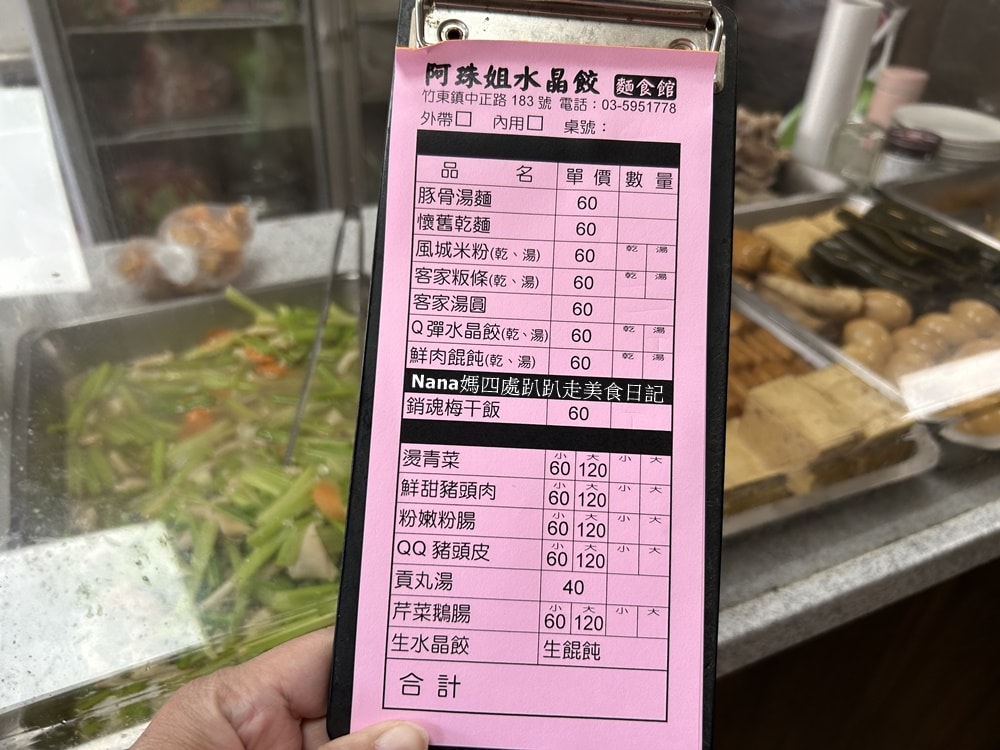 阿珠姐水晶餃 麵食館
竹東鎮中正路 183 號 電話：03-5951778
外帶□ 內用□ 桌號：
品名 單價 數量
豚骨湯麵 60
懷舊乾麵 60
風城米粉(乾、湯) 60 乾 湯
客家粄條(乾、湯) 60 乾 湯
客家湯圓 60
Q彈水晶餃(乾、湯) 60 乾 湯
鮮肉餛飩(乾、湯) 60 乾 湯
Nana媽四處趴趴走美食日記
銷魂梅干飯 60
燙青菜 小60 大120 小 大
鮮甜豬頭肉 小60 大120 小 大
粉嫩粉腸 小60 大120 小 大
QQ豬頭皮 小60 大120 小 大
貢丸湯 40
芹菜鵝腸 小60 大120 小 大
生水晶餃 生餛飩
合計